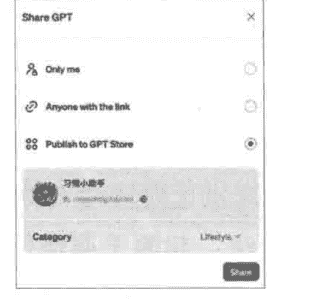 Share GPT
Only me
Anyone with the link
Publish to GPT Store
习惯小助手
Category
Lifestyle
Share